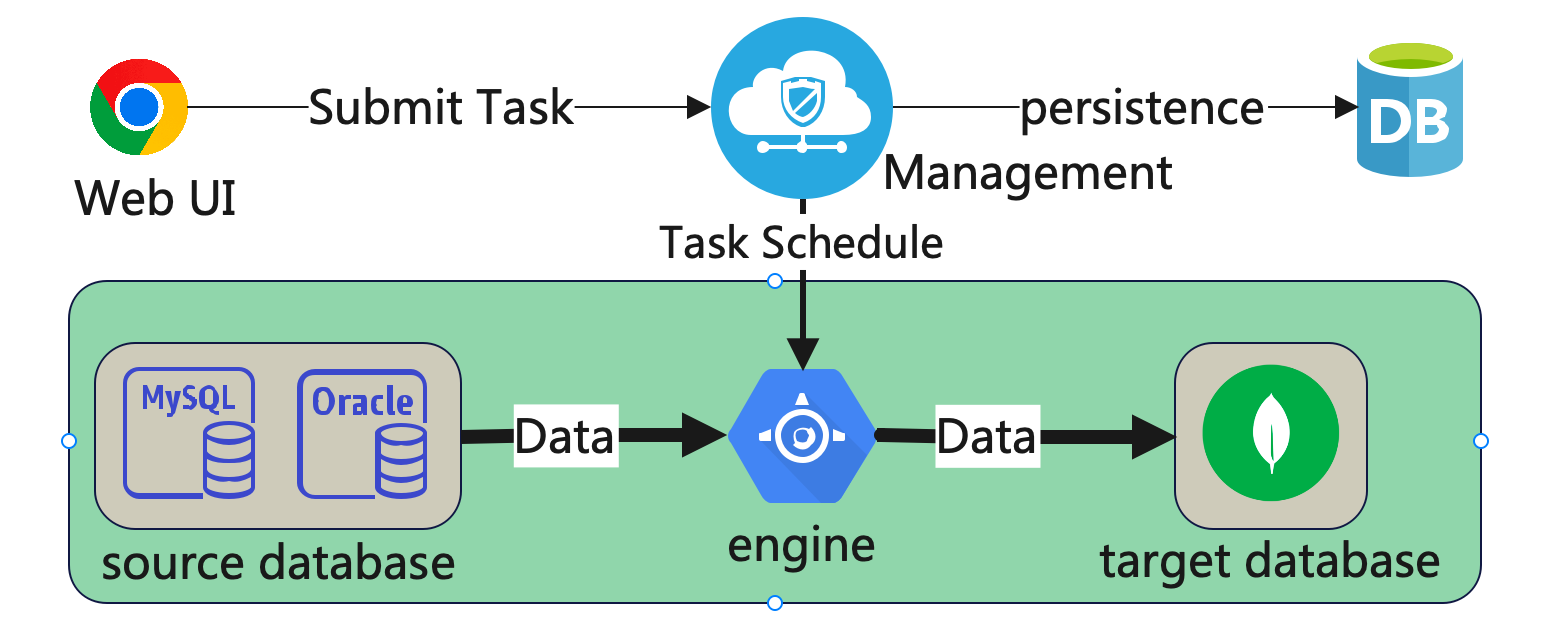 Submit Task
persistence
DB
Web UI
Management
Task Schedule
MySQL
Oracle
Data
Data
source database
engine
target database